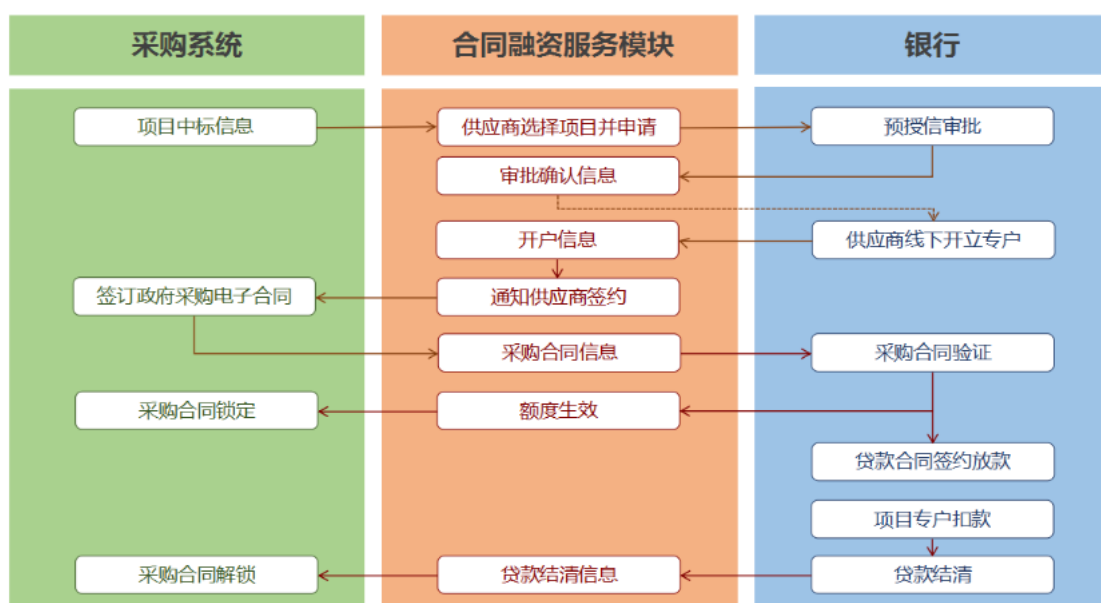 采购系统
合同融资服务模块
银行
项目中标信息
供应商选择项目并申请
预授信审批
审批确认信息
开户信息
供应商线下开立专户
签订政府采购电子合同
通知供应商签约
采购合同信息
采购合同验证
采购合同锁定
额度生效
贷款合同签约放款
项目专户扣款
采购合同解锁
贷款结清信息
贷款结清